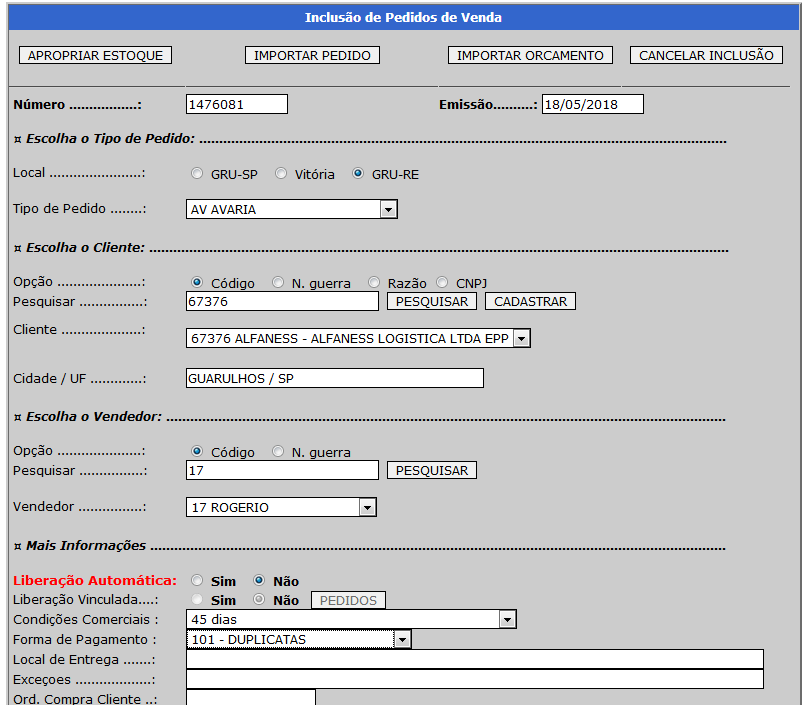 Inclusão de Pedidos de Venda
APROPRIAR ESTOQUE IMPORTAR PEDIDO IMPORTAR ORCAMENTO CANCELAR INCLUSÃO
Número .................: 1476081 Emissão..........: 18/05/2018
¤ Escolha o Tipo de Pedido: ....................................................................................................................................
Local .......................: GRU-SP Vitória GRU-RE
Tipo de Pedido ........: AV AVARIA
¤ Escolha o Cliente: .................................................................................................................................................
Opção .....................: Código N. guerra Razão CNPJ
Pesquisar ................: 67376 PESQUISAR CADASTRAR
Cliente ....................: 67376 ALFANESS - ALFANESS LOGISTICA LTDA EPP
Cidade / UF .............: GUARULHOS / SP
¤ Escolha o Vendedor: ............................................................................................................................................
Opção .....................: Código N. guerra
Pesquisar ................: 17 PESQUISAR
Vendedor ................: 17 ROGERIO
¤ Mais Informações ................................................................................................................................................
Liberação Automática: Sim Não
Liberação Vinculada....: Sim Não PEDIDOS
Condições Comerciais : 45 dias
Forma de Pagamento : 101 - DUPLICATAS
Local de Entrega .......:
Exceçoes ...................:
Ord. Compra Cliente ..: